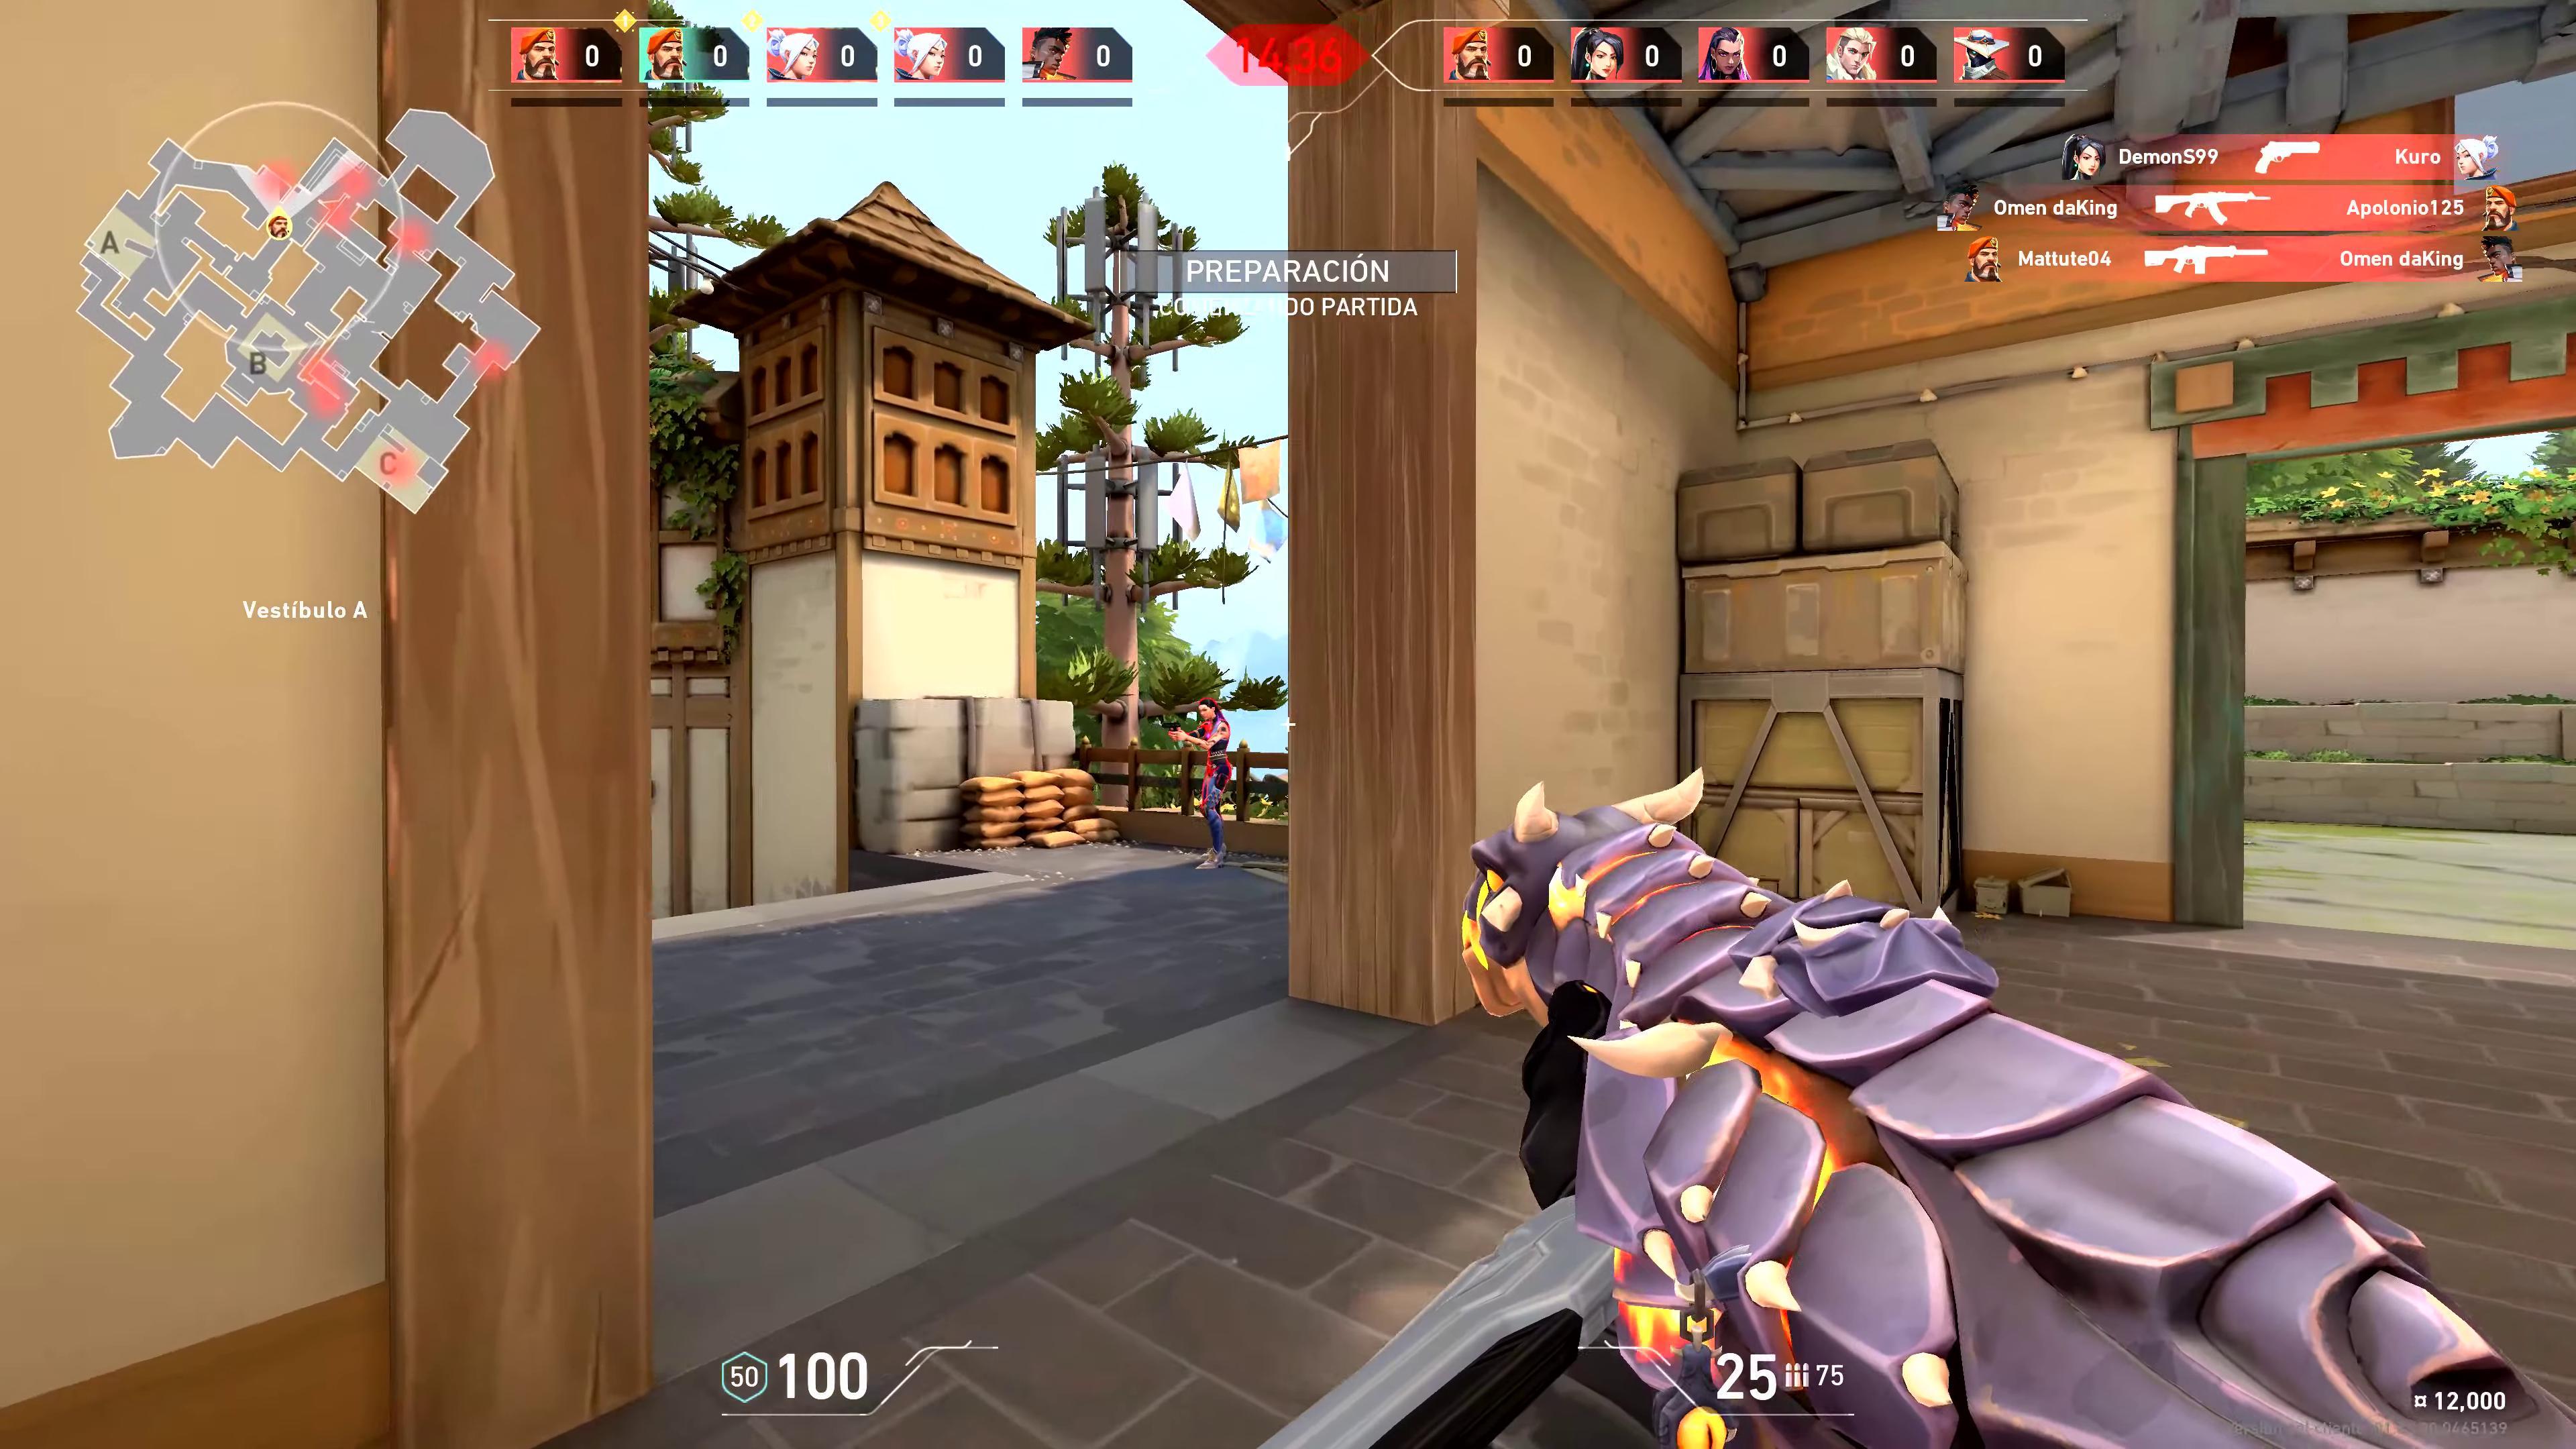 0 0 0 0 0 14:36 0 0 0 0 0
DemonS99 Kuro
Omen daKing Apolonio125
Mattute04 Omen daKing
PREPARACIÓN
PARTIDA
A
B
C
Vestíbulo A
50 100
25 75
¤ 12,000